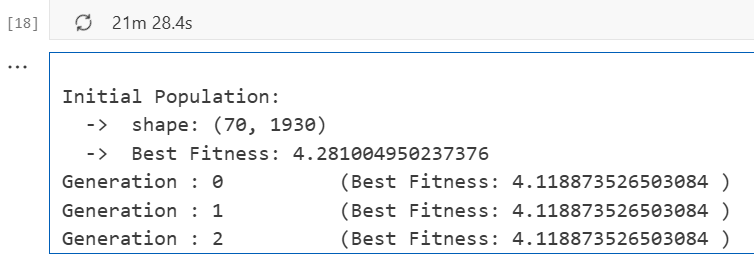 [18] 21m 28.4s
...
Initial Population:
-> shape: (70, 1930)
-> Best Fitness: 4.281004950237376
Generation : 0 (Best Fitness: 4.118873526503084 )
Generation : 1 (Best Fitness: 4.118873526503084 )
Generation : 2 (Best Fitness: 4.118873526503084 )